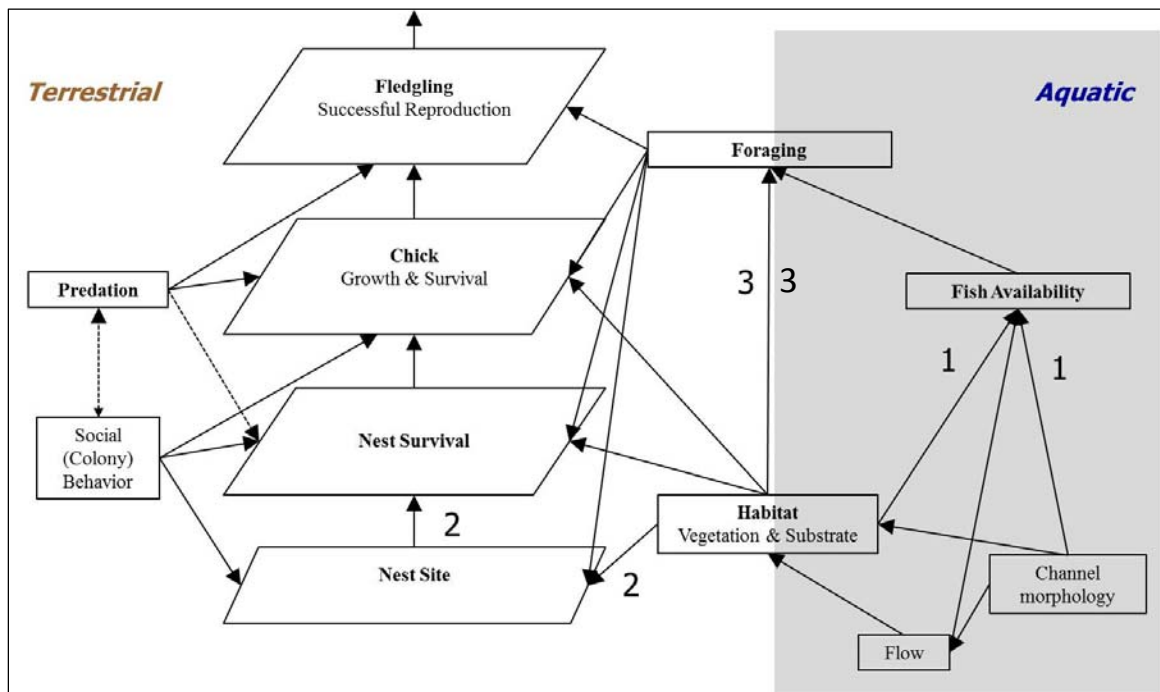 Terrestrial
Aquatic
Fledgling
Successful Reproduction
Foraging
Chick
Growth & Survival
Predation
Fish Availability
3
3
1
1
Social
(Colony)
Behavior
Nest Survival
Habitat
Vegetation & Substrate
2
Nest Site
2
Channel
morphology
Flow